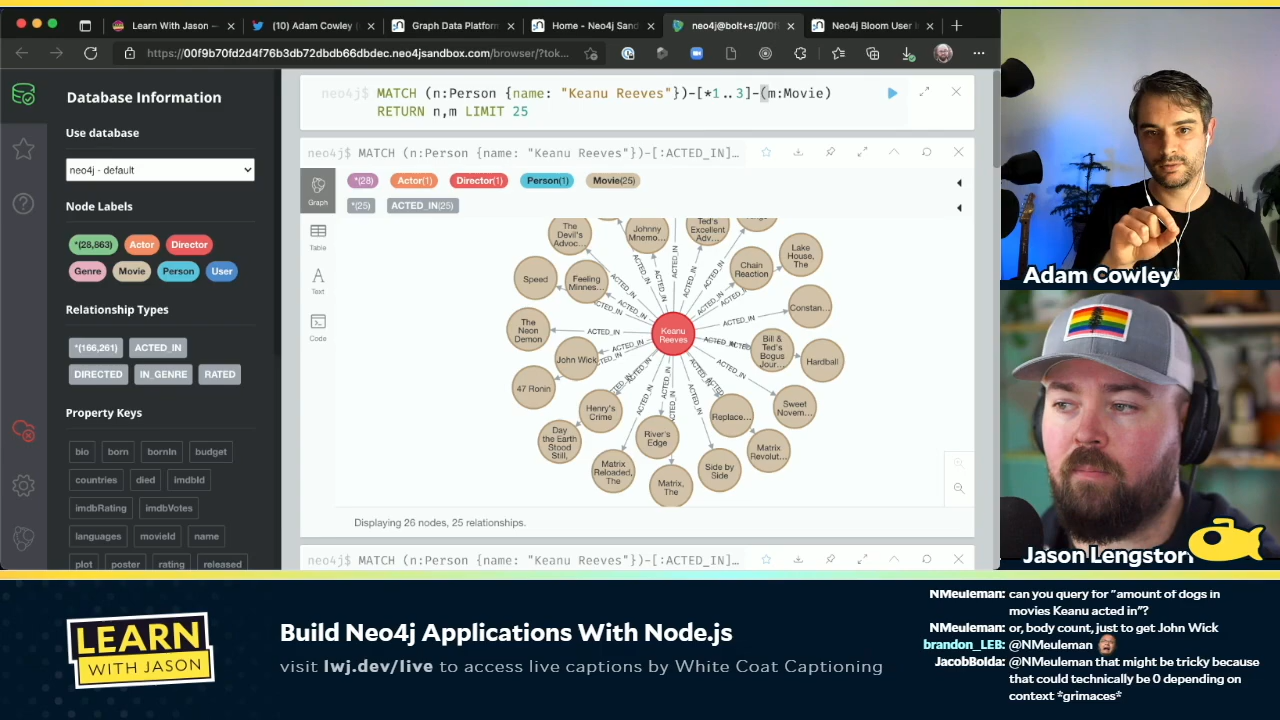 Learn With Jason —
(10) Adam Cowley (
Graph Data Platform
Home - Neo4j Sand
neo4j@bolt+s://00f9
Neo4j Bloom User I
https://00f9b70fd2d4f76b3db72dbdb66dbdec.neo4jsandbox.com/browser/?tok...
Database Information
Use database
neo4j - default
Node Labels
*(28,863)
Actor
Director
Genre
Movie
Person
User
Relationship Types
*(166,261)
ACTED_IN
DIRECTED
IN_GENRE
RATED
Property Keys
bio
born
bornIn
budget
countries
died
imdbId
imdbRating
imdbVotes
languages
movieId
name
plot
poster
rating
released
neo4j$ MATCH (n:Person {name: "Keanu Reeves"})-[*1..3]-(m:Movie)
RETURN n,m LIMIT 25
neo4j$ MATCH (n:Person {name: "Keanu Reeves"})-[:ACTED_IN]…
*(28)
Actor(1)
Director(1)
Person(1)
Movie(25)
*(25)
ACTED_IN(25)
Graph
Table
Text
Code
The Devil's Advoc...
Johnny Mnemo...
Ted's Excellent Adv...
Lake House, The
Chain Reaction
Speed
Feeling Minnes...
Constan...
The Neon Demon
Keanu Reeves
ACTED_IN
Bill & Ted's Bogus Jour...
Hardball
John Wick
47 Ronin
Henry's Crime
Sweet Novem...
Replace...
Day the Earth Stood Still,
River's Edge
Matrix Revolut...
Matrix Reloaded, The
Matrix, The
Side by Side
Displaying 26 nodes, 25 relationships.
neo4j$ MATCH (n:Person {name: "Keanu Reeves"})-[:ACTED_IN]…
Adam Cowley
Jason Lengstorf
LEARN
WITH JASON
Build Neo4j Applications With Node.js
visit lwj.dev/live to access live captions by White Coat Captioning
NMeuleman: can you query for "amount of dogs in
movies Keanu acted in"?
NMeuleman: or, body count, just to get John Wick
brandon_LEB: @NMeuleman
JacobBolda: @NMeuleman that might be tricky because
that could technically be 0 depending on
context *grimaces*